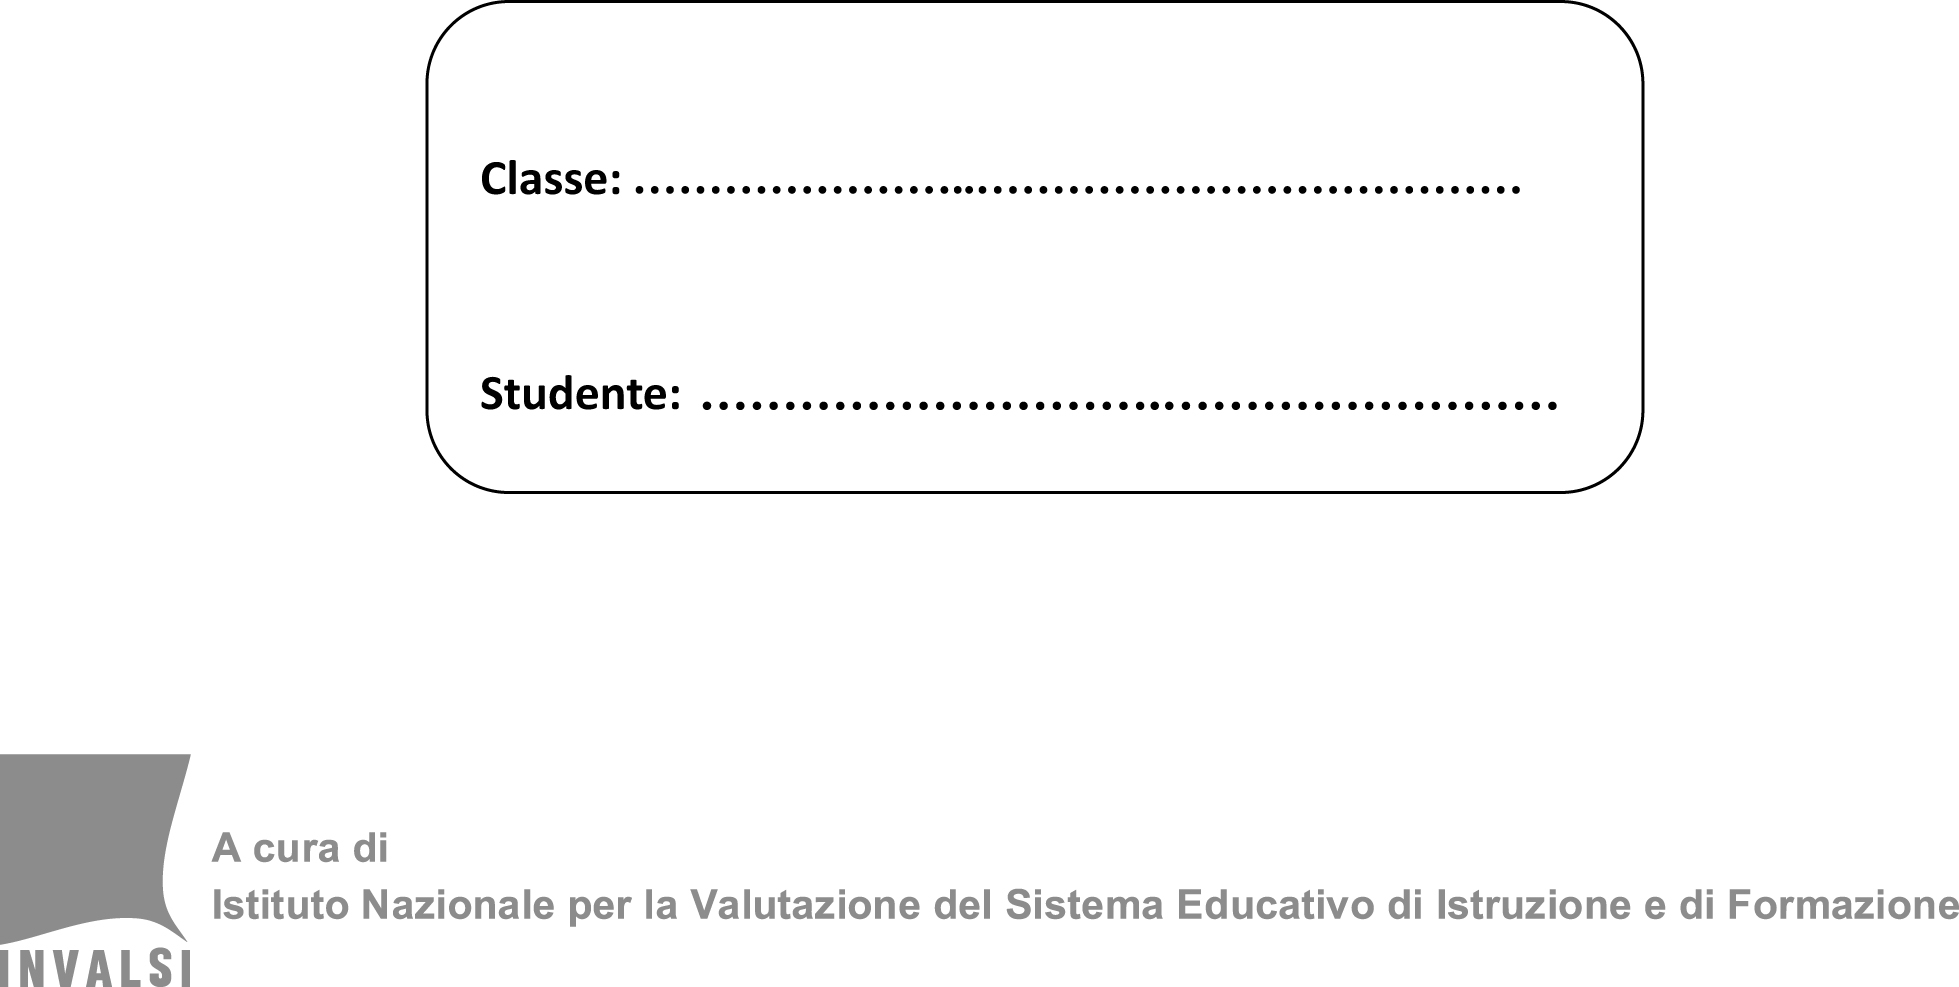 Classe: …………………..………………………………
Studente: ………………………..……………………
A cura di
Istituto Nazionale per la Valutazione del Sistema Educativo di Istruzione e di Formazione
INVALSI